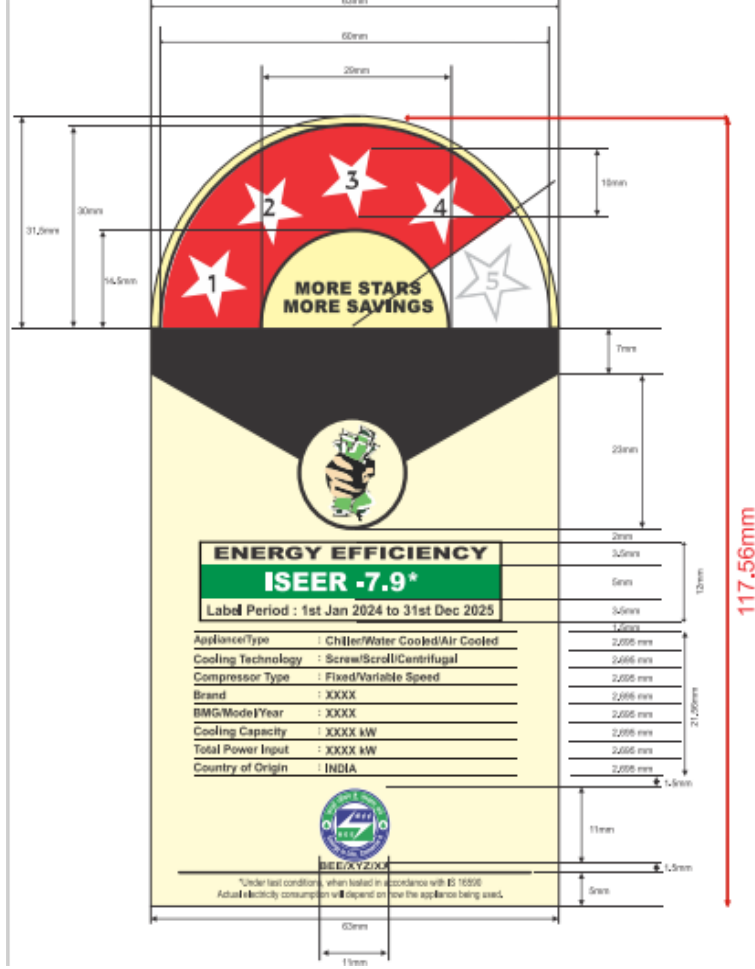 63mm
60mm
29mm
31.5mm
30mm
14.5mm
10mm
1
2
3
4
5
MORE STARS
MORE SAVINGS
7mm
23mm
2mm
ENERGY EFFICIENCY
3.5mm
ISEER -7.9*
5mm
12mm
Label Period : 1st Jan 2024 to 31st Dec 2025
3.5mm
1.5mm
Appliance/Type : Chiller/Water Cooled/Air Cooled 2.695 mm
Cooling Technology : Screw/Scroll/Centrifugal 2.695 mm
Compressor Type : Fixed/Variable Speed 2.695 mm
Brand : XXXX 2.695 mm
BMG/Model/Year : XXXX 2.695 mm
Cooling Capacity : XXXX kW 2.695 mm
Total Power Input : XXXX kW 2.695 mm
Country of Origin : INDIA 2.695 mm
21.56mm
117.56mm
1.5mm
BEE
11mm
BEE/XYZ/XX
1.5mm
*Under test conditions, when tested in accordance with IS 16590
Actual electricity consumption will depend on how the appliance being used.
5mm
63mm
11mm